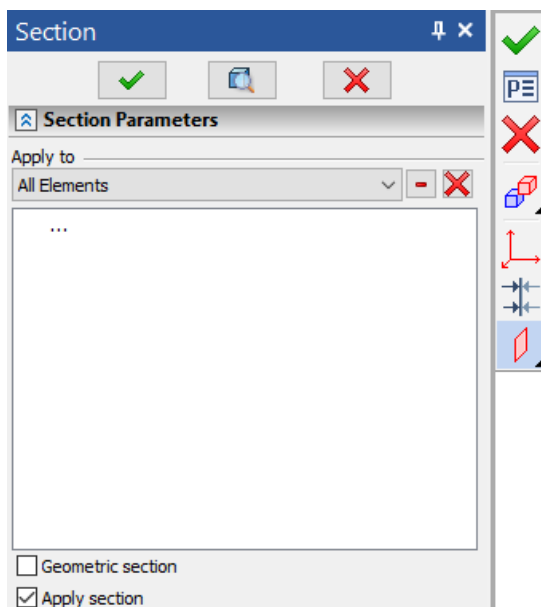 Section
Section Parameters
Apply to
All Elements
...
Geometric section
Apply section
P